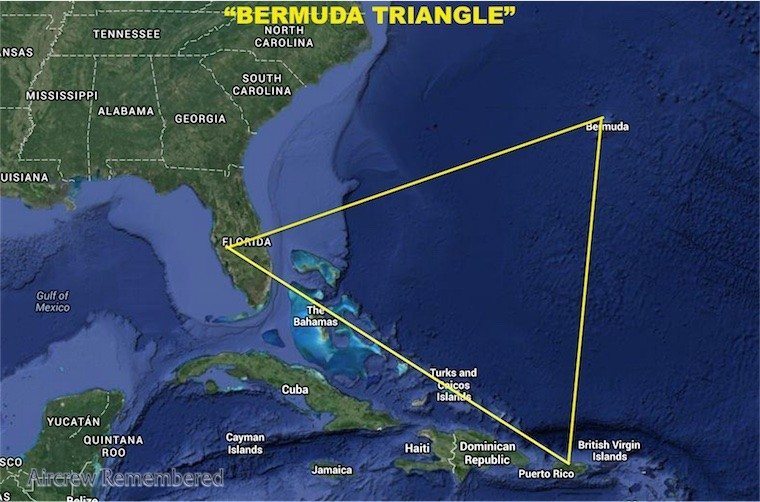 “BERMUDA TRIANGLE”
TENNESSEE
NORTH
CAROLINA
ANSAS
SOUTH
CAROLINA
MISSISSIPPI
ALABAMA
GEORGIA
Bermuda
UISIANA
FLORIDA
Gulf of
Mexico
The
Bahamas
Turks and
Caicos
Islands
Cuba
YUCATÁN
QUINTANA
ROO
Cayman
Islands
Haiti
Dominican
Republic
British Virgin
Islands
SCO
Jamaica
Puerto Rico
Aircrew Remembered
AS
Belize